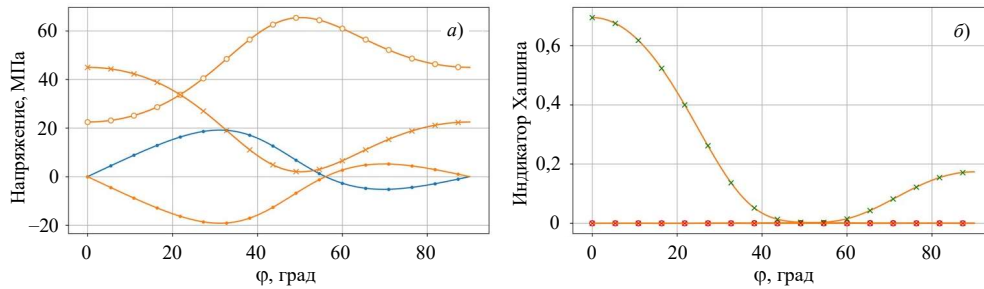 а)
60
40
20
0
−20
Напряжение, МПа
0 20 40 60 80
φ, град
б)
0,6
0,4
0,2
0
Индикатор Хашина
0 20 40 60 80
φ, град